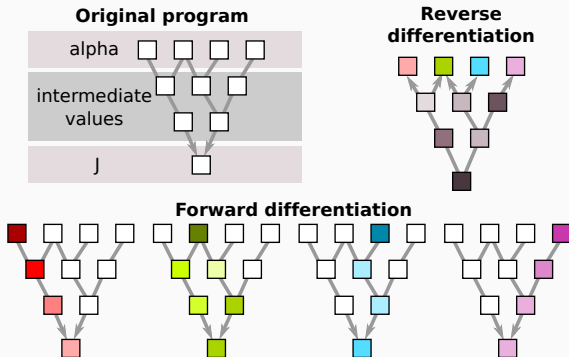 Original program
alpha
intermediate
values
J
Reverse
differentiation
Forward differentiation